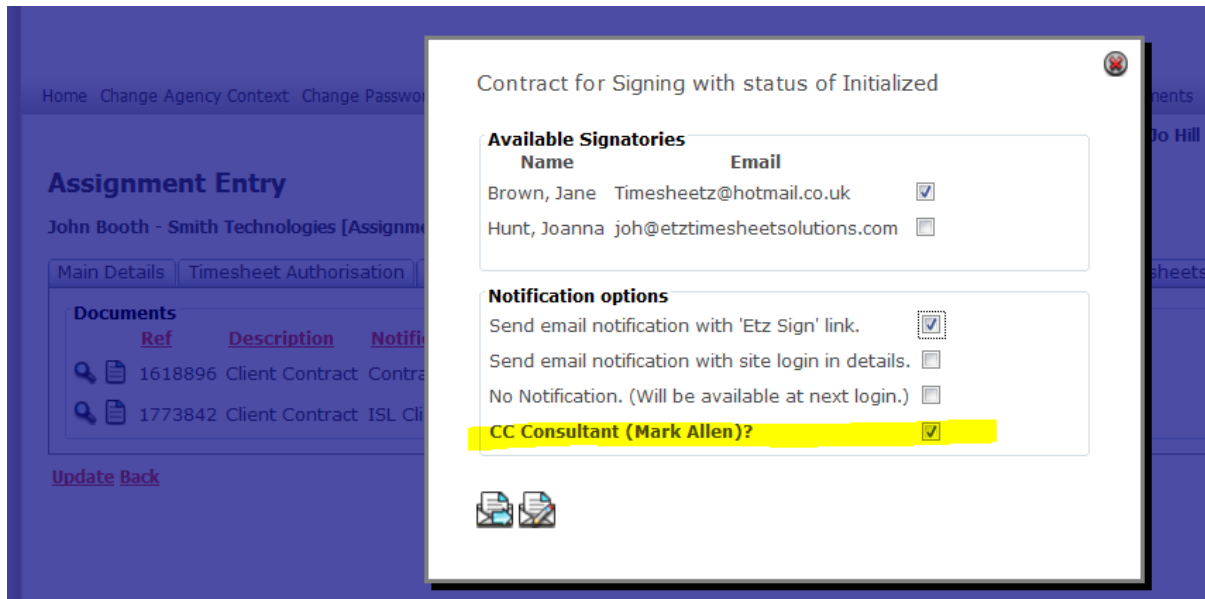 Home Change Agency Context Change Passwo
ments
Jo Hill
Assignment Entry
John Booth - Smith Technologies [Assignme
Main Details Timesheet Authorisation
sheets
Documents
Ref Description Notifi
1618896 Client Contract Contra
1773842 Client Contract ISL Cli
Update Back
Contract for Signing with status of Initialized
Available Signatories
Name Email
Brown, Jane Timesheetz@hotmail.co.uk
Hunt, Joanna joh@etztimesheetsolutions.com
Notification options
Send email notification with 'Etz Sign' link.
Send email notification with site login in details.
No Notification. (Will be available at next login.)
CC Consultant (Mark Allen)?